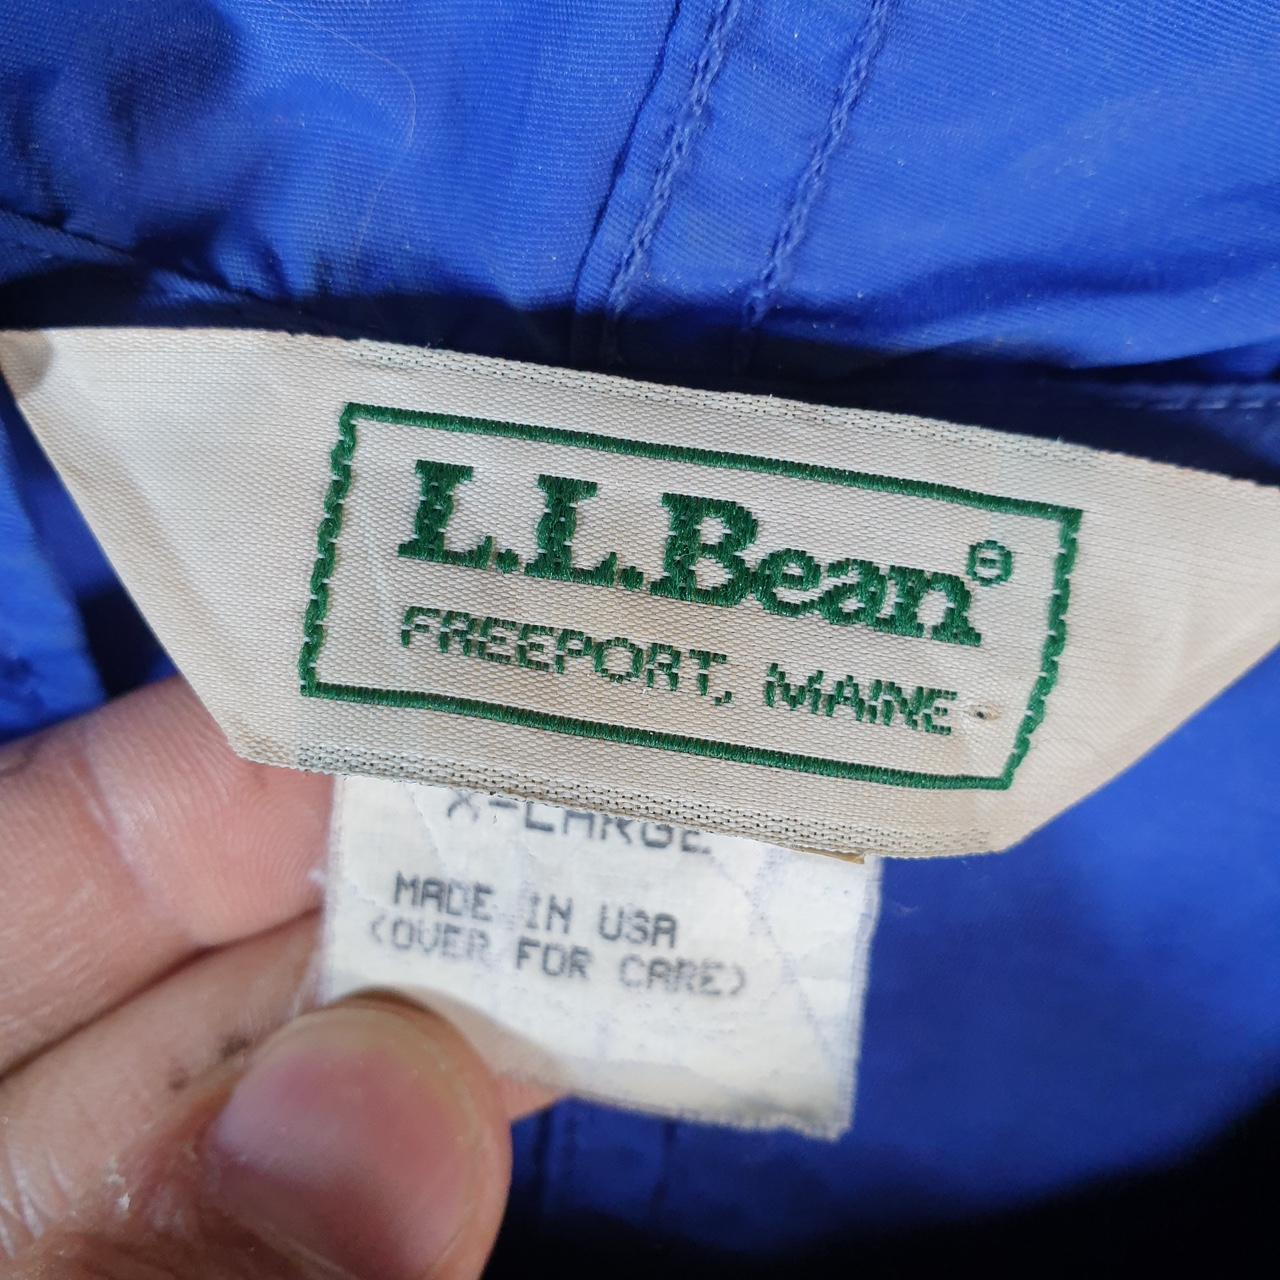 L.L.Bean®
FREEPORT, MAINE
X-LARGE
MADE IN USA
(OVER FOR CARE)